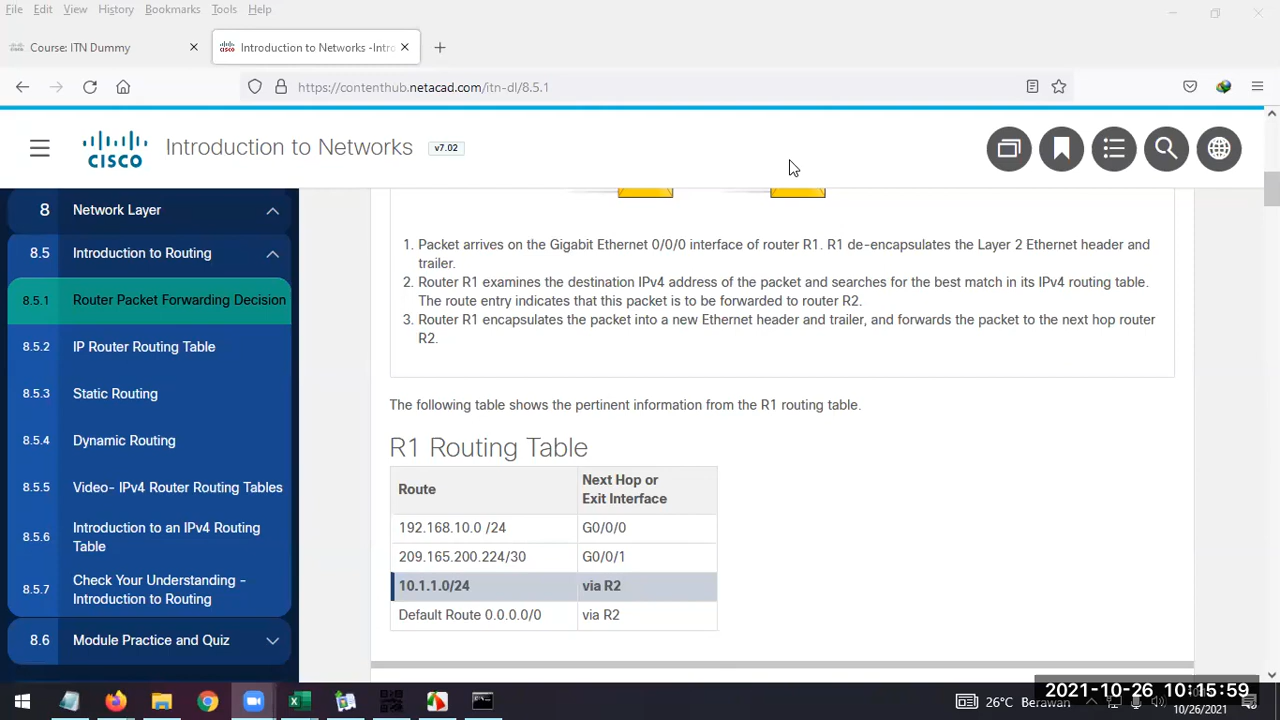 File Edit View History Bookmarks Tools Help
Course: ITN Dummy
Introduction to Networks -Intro
https://contenthub.netacad.com/itn-dl/8.5.1
CISCO
Introduction to Networks v7.02
8 Network Layer
8.5 Introduction to Routing
8.5.1 Router Packet Forwarding Decision
8.5.2 IP Router Routing Table
8.5.3 Static Routing
8.5.4 Dynamic Routing
8.5.5 Video- IPv4 Router Routing Tables
8.5.6 Introduction to an IPv4 Routing
Table
8.5.7 Check Your Understanding -
Introduction to Routing
8.6 Module Practice and Quiz
1. Packet arrives on the Gigabit Ethernet 0/0/0 interface of router R1. R1 de-encapsulates the Layer 2 Ethernet header and
trailer.
2. Router R1 examines the destination IPv4 address of the packet and searches for the best match in its IPv4 routing table.
The route entry indicates that this packet is to be forwarded to router R2.
3. Router R1 encapsulates the packet into a new Ethernet header and trailer, and forwards the packet to the next hop router
R2.
The following table shows the pertinent information from the R1 routing table.
R1 Routing Table
Route Next Hop or
Exit Interface
192.168.10.0 /24 G0/0/0
209.165.200.224/30 G0/0/1
10.1.1.0/24 via R2
Default Route 0.0.0.0/0 via R2
26°C Berawan
2021-10-26 10:15:59
10/26/2021